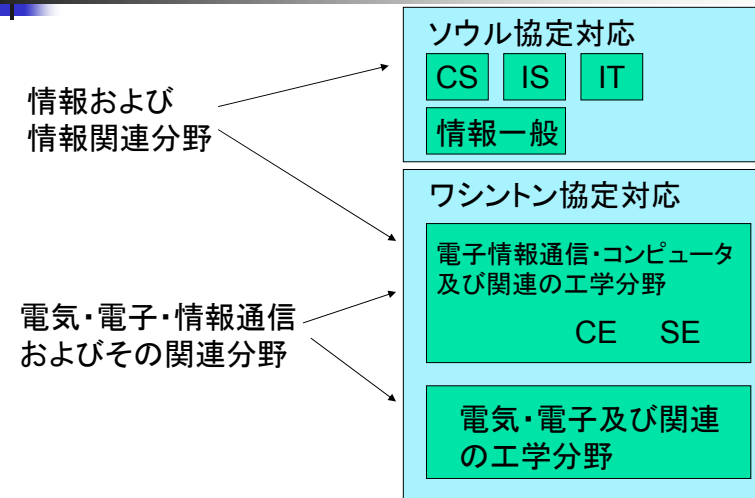 ソウル協定対応
CS IS IT
情報一般
情報および
情報関連分野
ワシントン協定対応
電子情報通信・コンピュータ
及び関連の工学分野
CE SE
電気・電子・情報通信
およびその関連分野
電気・電子及び関連
の工学分野